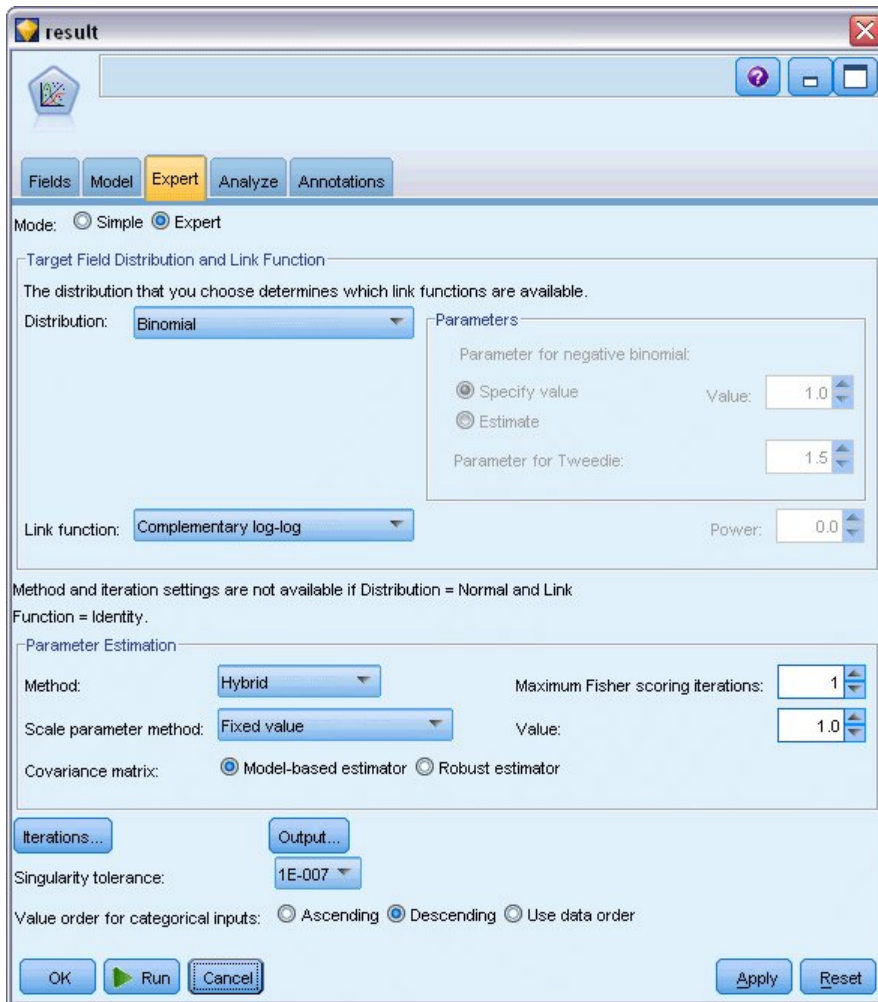 result
Fields Model Expert Analyze Annotations
Mode: Simple Expert
Target Field Distribution and Link Function
The distribution that you choose determines which link functions are available.
Distribution: Binomial
Parameters
Parameter for negative binomial:
Specify value Value: 1.0
Estimate
Parameter for Tweedie: 1.5
Link function: Complementary log-log Power: 0.0
Method and iteration settings are not available if Distribution = Normal and Link
Function = Identity.
Parameter Estimation
Method: Hybrid Maximum Fisher scoring iterations: 1
Scale parameter method: Fixed value Value: 1.0
Covariance matrix: Model-based estimator Robust estimator
Iterations... Output...
Singularity tolerance: 1E-007
Value order for categorical inputs: Ascending Descending Use data order
OK Run Cancel Apply Reset